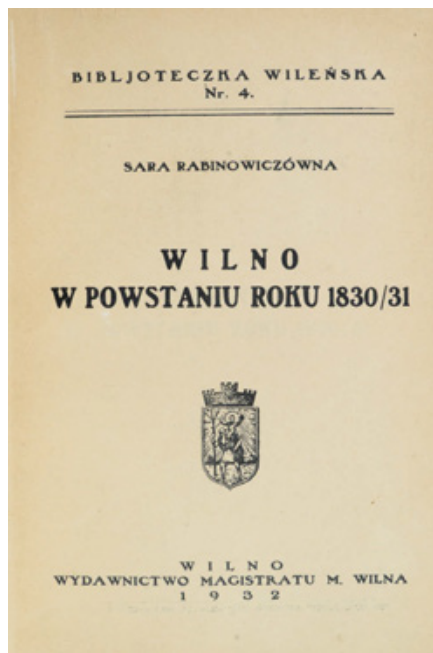 BIBLJOTECZKA WILEŃSKA
Nr. 4.
SARA RABINOWICZÓWNA
WILNO
W POWSTANIU ROKU 1830/31
WILNO
WYDAWNICTWO MAGISTRATU M. WILNA
1932